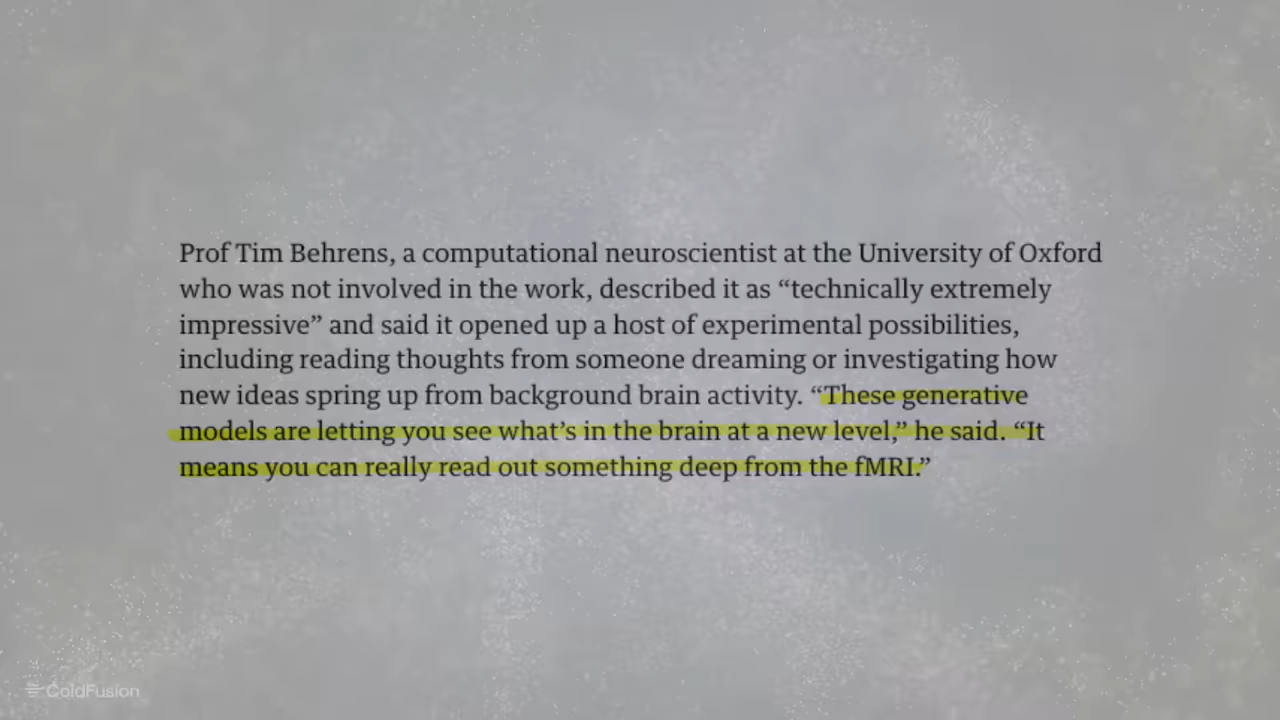 Prof Tim Behrens, a computational neuroscientist at the University of Oxford
who was not involved in the work, described it as “technically extremely
impressive” and said it opened up a host of experimental possibilities,
including reading thoughts from someone dreaming or investigating how
new ideas spring up from background brain activity. “These generative
models are letting you see what’s in the brain at a new level,” he said. “It
means you can really read out something deep from the fMRI.”
ColdFusion